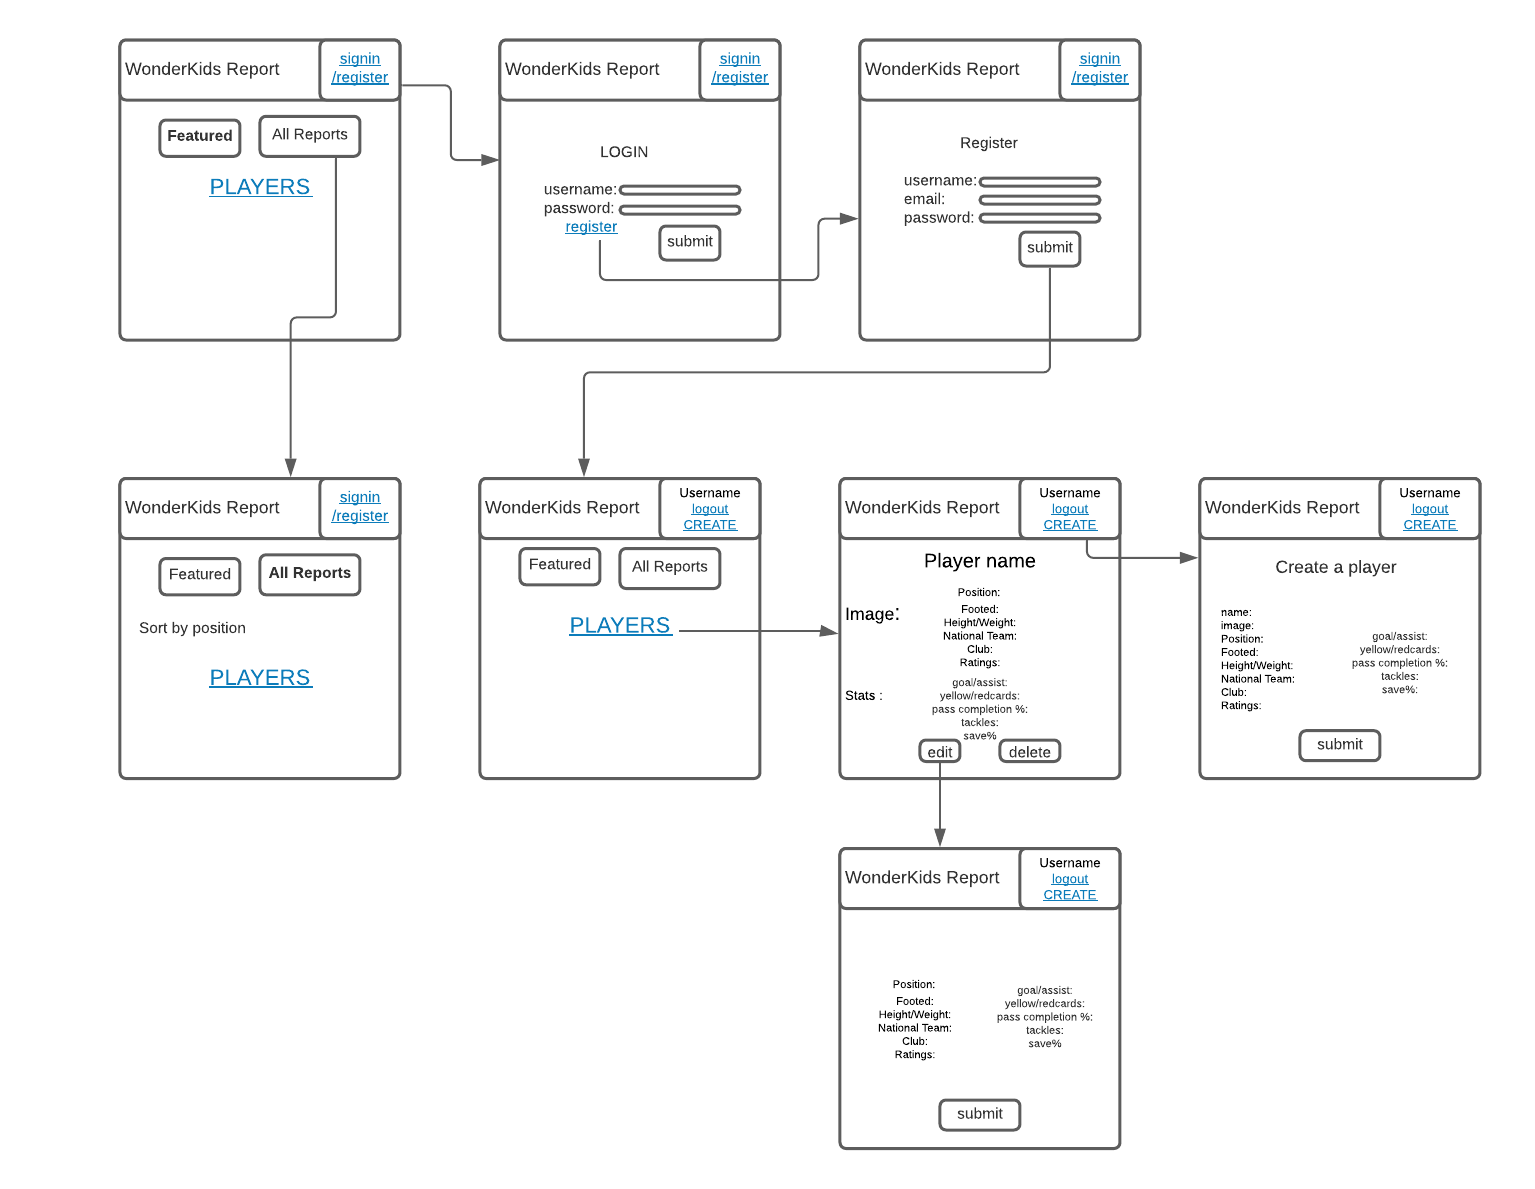 WonderKids Report
signin
/register
Featured
All Reports
PLAYERS
WonderKids Report
signin
/register
LOGIN
username:
password:
register
submit
WonderKids Report
signin
/register
Register
username:
email:
password:
submit
WonderKids Report
signin
/register
Featured
All Reports
Sort by position
PLAYERS
WonderKids Report
Username
logout
CREATE
Featured
All Reports
PLAYERS
WonderKids Report
Username
logout
CREATE
Player name
Image:
Position:
Footed:
Height/Weight:
National Team:
Club:
Ratings:
Stats :
goal/assist:
yellow/redcards:
pass completion %:
tackles:
save%
edit
delete
WonderKids Report
Username
logout
CREATE
Create a player
name:
image:
Position:
Footed:
Height/Weight:
National Team:
Club:
Ratings:
goal/assist:
yellow/redcards:
pass completion %:
tackles:
save%:
submit
WonderKids Report
Username
logout
CREATE
Position:
Footed:
Height/Weight:
National Team:
Club:
Ratings:
goal/assist:
yellow/redcards:
pass completion %:
tackles:
save%
submit